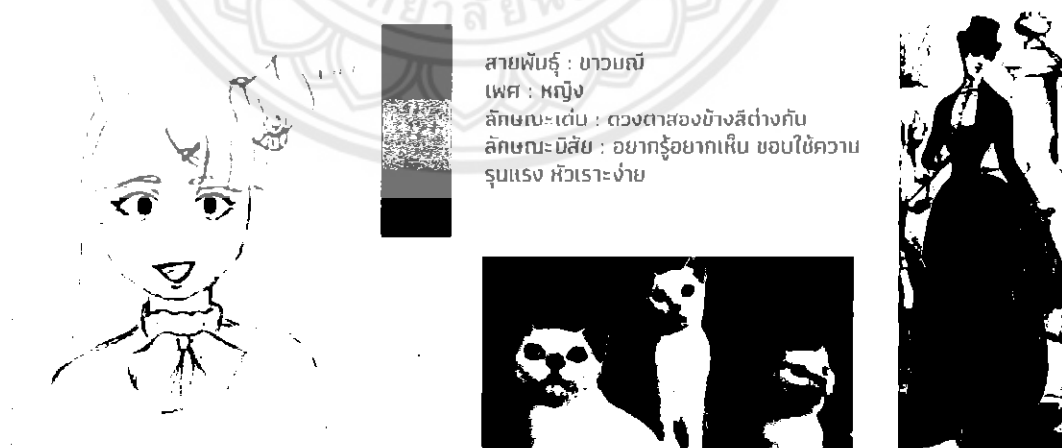 สายพันธุ์ : ขาวมณี
เพศ : หญิง
ลักษณะเด่น : ดวงตาสองข้างสีต่างกัน
ลักษณะนิสัย : อยากรู้อยากเห็น ชอบใช้ความ
รุนแรง หัวเราะง่าย